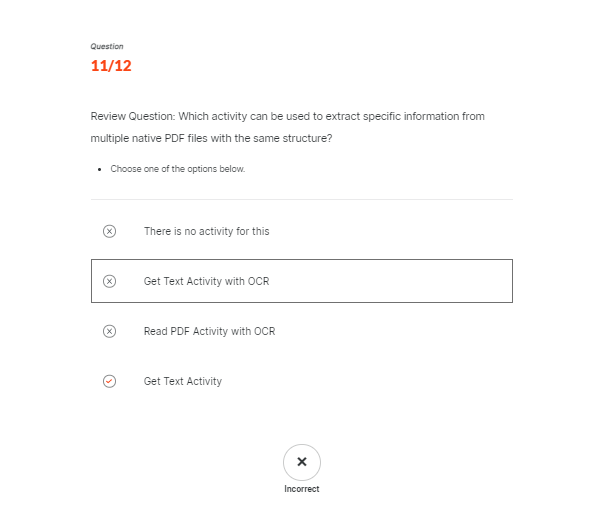 Question
11/12
Review Question: Which activity can be used to extract specific information from
multiple native PDF files with the same structure?
Choose one of the options below.
There is no activity for this
Get Text Activity with OCR
Read PDF Activity with OCR
Get Text Activity
Incorrect